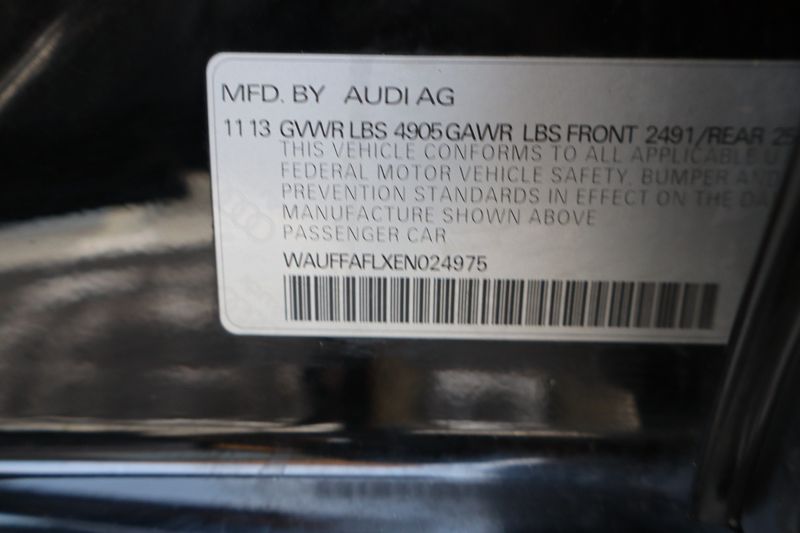 MFD. BY AUDI AG
11 13 GVWR LBS 4905 GAWR LBS FRONT 2491/REAR
THIS VEHICLE CONFORMS TO ALL APPLICABLE
FEDERAL MOTOR VEHICLE SAFETY, BUMPER AND
PREVENTION STANDARDS IN EFFECT ON THE
MANUFACTURE SHOWN ABOVE
PASSENGER CAR
WAUFFAFLXEN024975